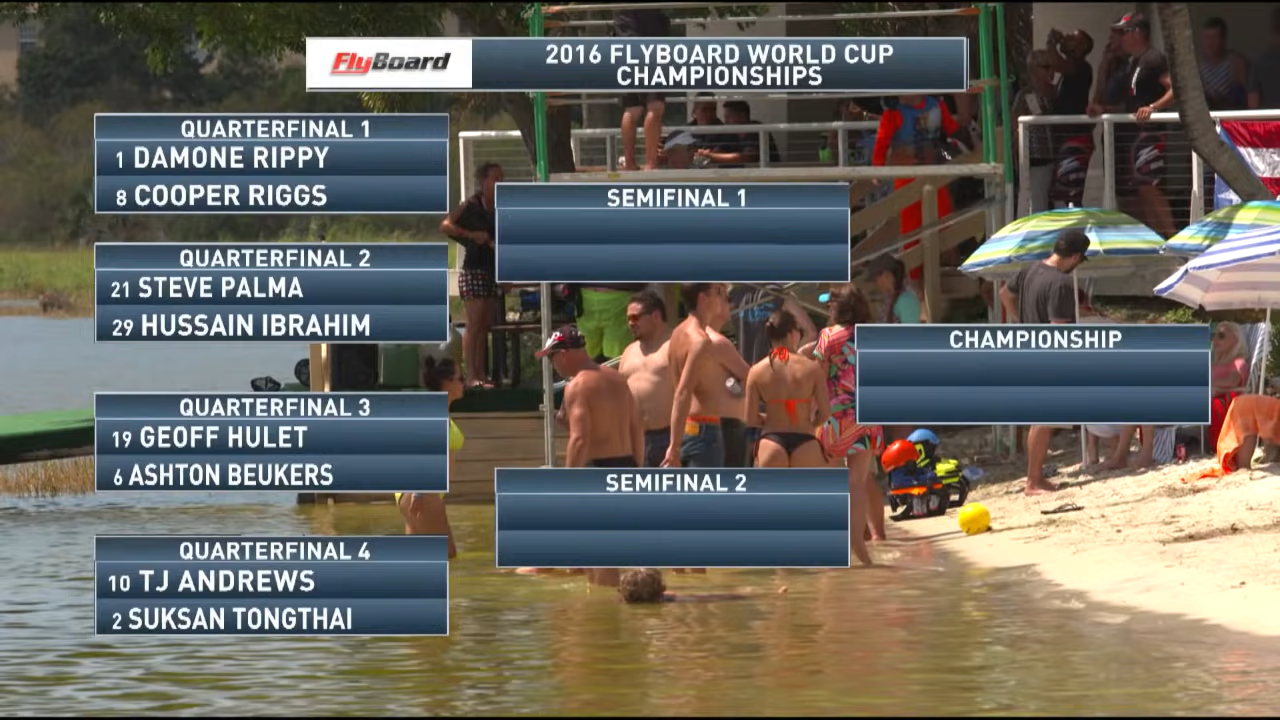 FlyBoard
2016 FLYBOARD WORLD CUP
CHAMPIONSHIPS
QUARTERFINAL 1
1 DAMONE RIPPY
8 COOPER RIGGS
QUARTERFINAL 2
21 STEVE PALMA
29 HUSSAIN IBRAHIM
QUARTERFINAL 3
19 GEOFF HULET
6 ASHTON BEUKERS
QUARTERFINAL 4
10 TJ ANDREWS
2 SUKSAN TONGTHAI
SEMIFINAL 1
SEMIFINAL 2
CHAMPIONSHIP